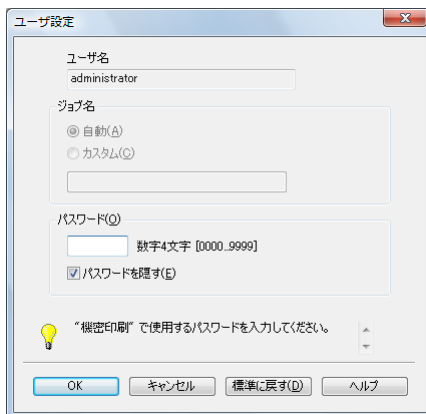 ユーザ設定
ユーザ名
administrator
ジョブ名
自動(A)
カスタム(C)
パスワード(O)
数字4文字 [0000..9999]
パスワードを隠す(E)
“機密印刷” で使用するパスワードを入力してください。
OK キャンセル 標準に戻す(D) ヘルプ